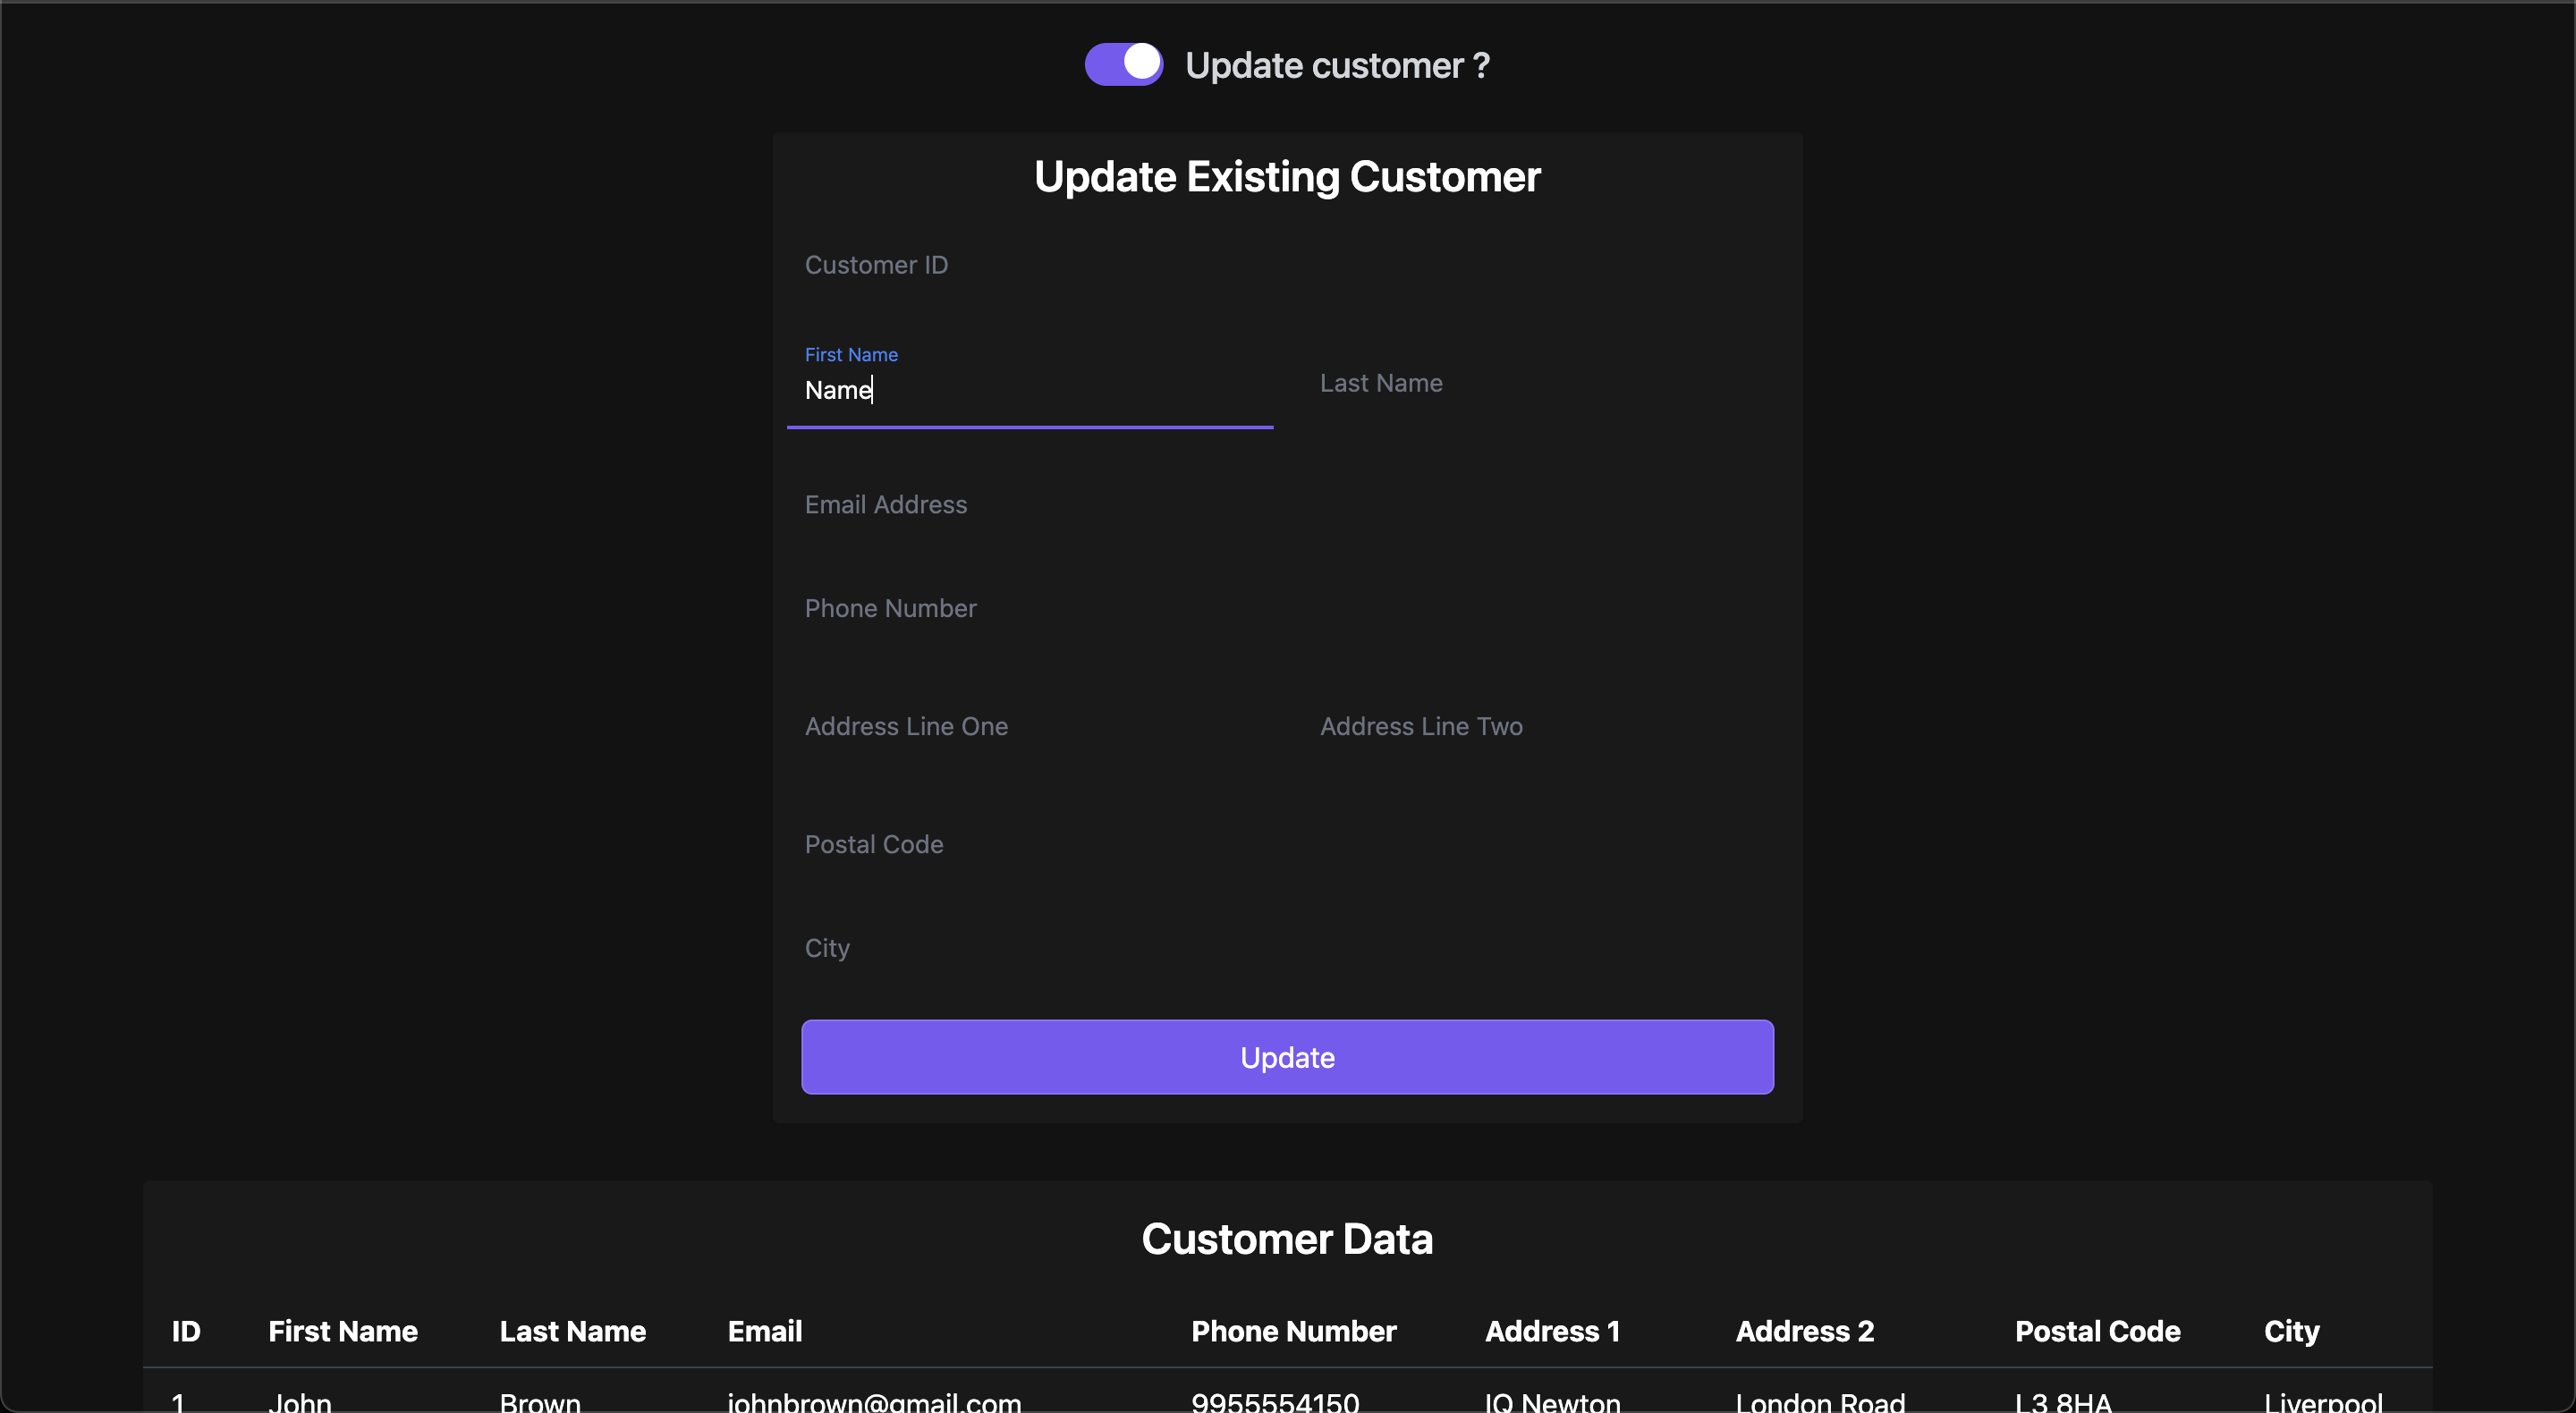 Update customer ?
Update Existing Customer
Customer ID
First Name
Name
Last Name
Email Address
Phone Number
Address Line One
Address Line Two
Postal Code
City
Update
Customer Data
ID First Name Last Name Email Phone Number Address 1 Address 2 Postal Code City
1 John Brown johnbrown@gmail.com 9955554150 IQ Newton London Road L3 8HA Liverpool